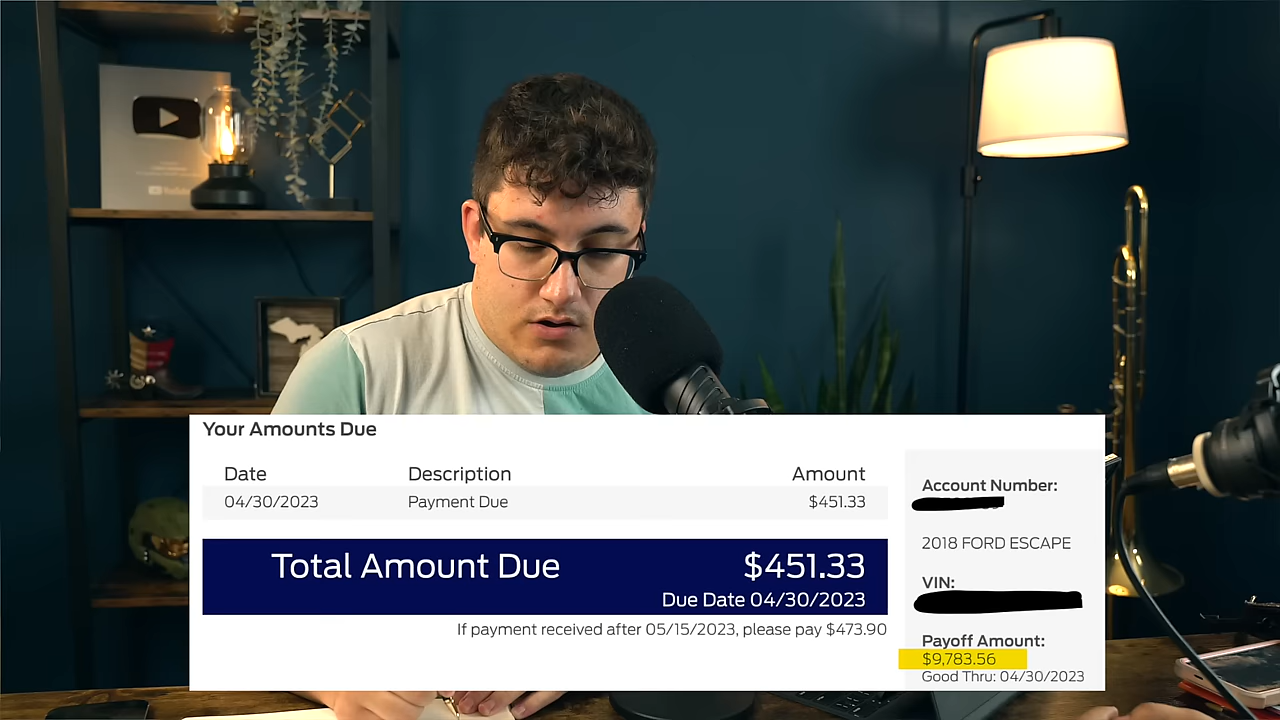 Your Amounts Due
Date Description Amount
04/30/2023 Payment Due $451.33
Total Amount Due $451.33
Due Date 04/30/2023
If payment received after 05/15/2023, please pay $473.90
Account Number:
2018 FORD ESCAPE
VIN:
Payoff Amount:
$9,783.56
Good Thru: 04/30/2023